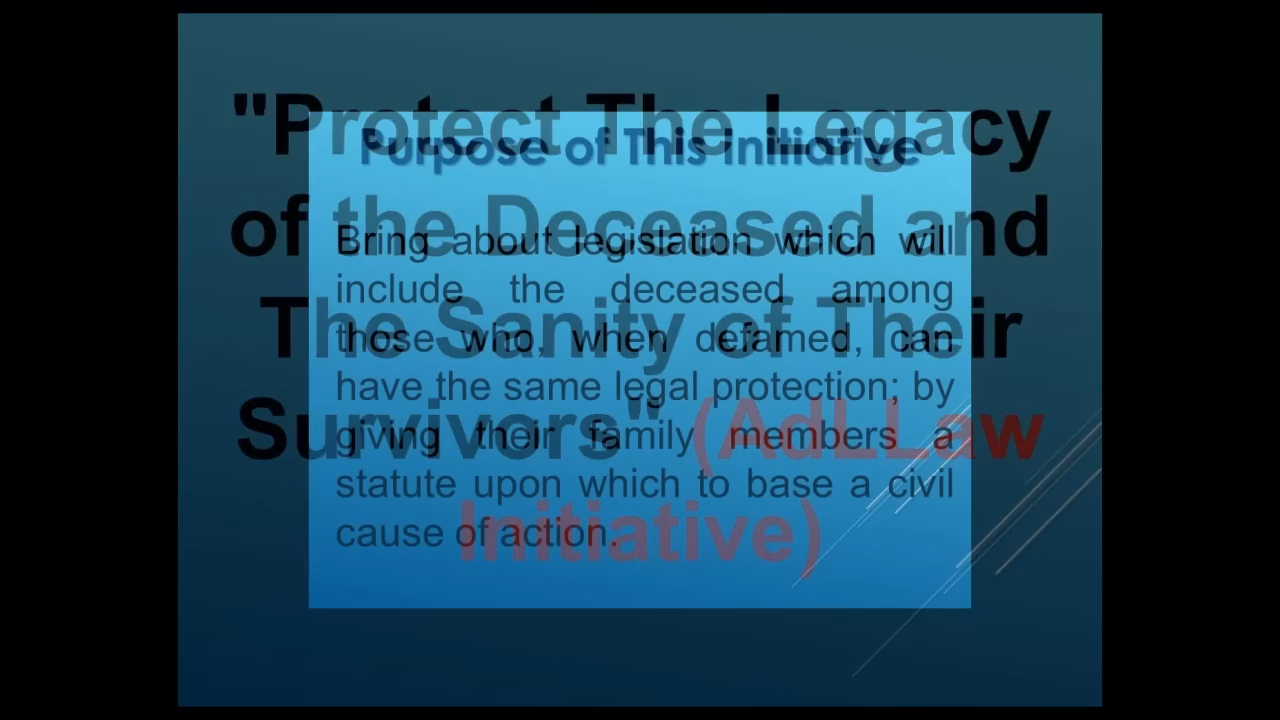 "Protect The Legacy
of the Deceased and
The Sanity of Their
Survivors" (AdLLaw
Initiative)
Purpose of This Initiative
Bring about legislation which will
include the deceased among
those who, when defamed, can
have the same legal protection; by
giving their family members a
statute upon which to base a civil
cause of action.